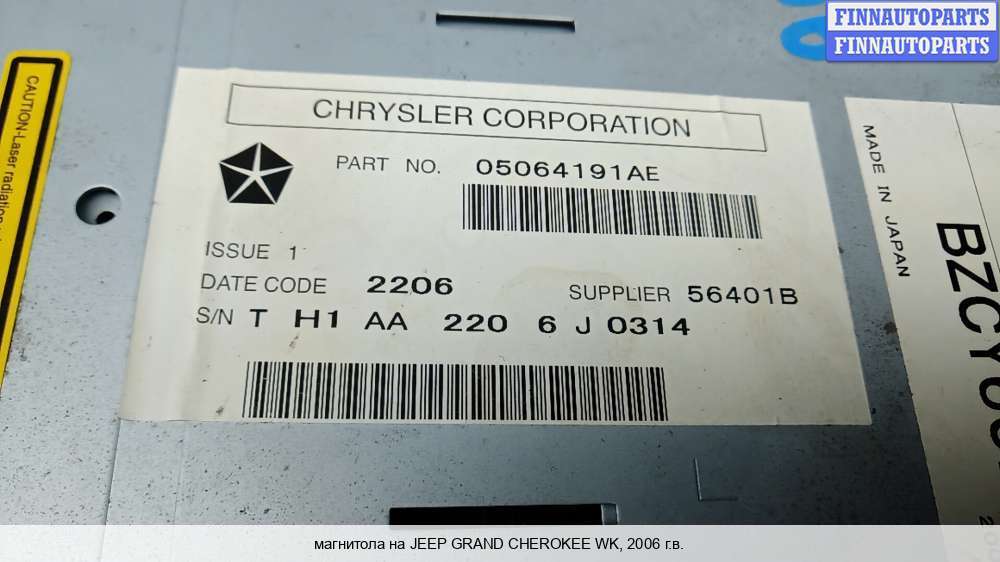 FINNAUTOPARTS
FINNAUTOPARTS
CAUTION-Laser radiation
CHRYSLER CORPORATION
PART NO. 05064191AE
ISSUE 1
DATE CODE 2206
SUPPLIER 56401B
S/N T H1 AA 220 6 J 0314
MADE IN JAPAN
магнитола на JEEP GRAND CHEROKEE WK, 2006 г.в.